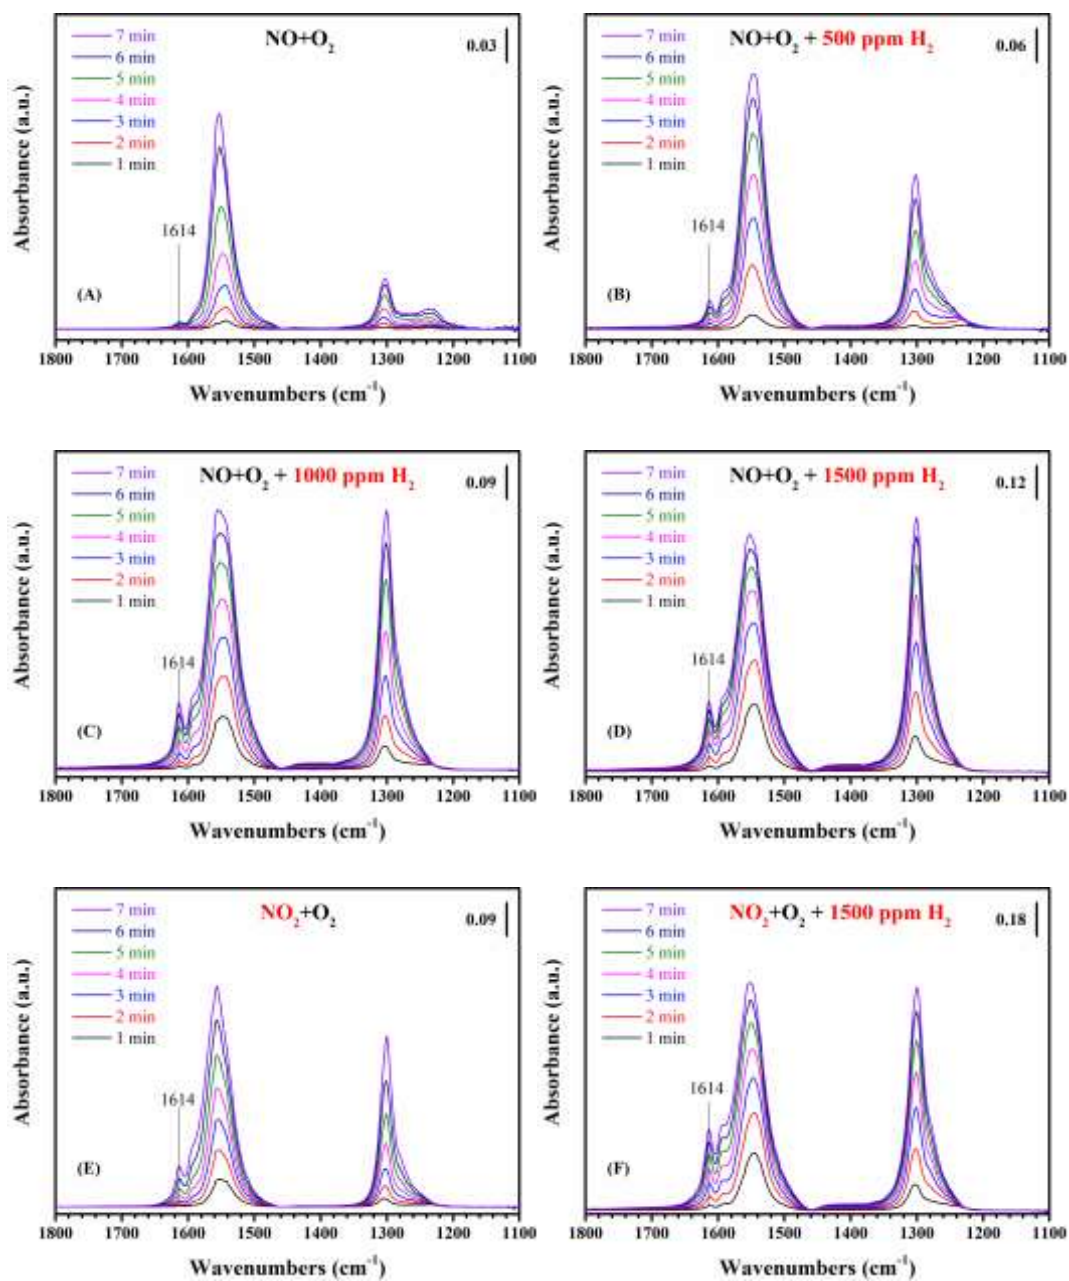 NO+O₂
0.03
7 min
6 min
5 min
4 min
3 min
2 min
1 min
1614
(A)
Absorbance (a.u.)
1800 1700 1600 1500 1400 1300 1200 1100
Wavenumbers (cm⁻¹)
NO+O₂ + 500 ppm H₂
0.06
7 min
6 min
5 min
4 min
3 min
2 min
1 min
1614
(B)
Absorbance (a.u.)
1800 1700 1600 1500 1400 1300 1200 1100
Wavenumbers (cm⁻¹)
NO+O₂ + 1000 ppm H₂
0.09
7 min
6 min
5 min
4 min
3 min
2 min
1 min
1614
(C)
Absorbance (a.u.)
1800 1700 1600 1500 1400 1300 1200 1100
Wavenumbers (cm⁻¹)
NO+O₂ + 1500 ppm H₂
0.12
7 min
6 min
5 min
4 min
3 min
2 min
1 min
1614
(D)
Absorbance (a.u.)
1800 1700 1600 1500 1400 1300 1200 1100
Wavenumbers (cm⁻¹)
NO₂+O₂
0.09
7 min
6 min
5 min
4 min
3 min
2 min
1 min
1614
(E)
Absorbance (a.u.)
1800 1700 1600 1500 1400 1300 1200 1100
Wavenumbers (cm⁻¹)
NO₂+O₂ + 1500 ppm H₂
0.18
7 min
6 min
5 min
4 min
3 min
2 min
1 min
1614
(F)
Absorbance (a.u.)
1800 1700 1600 1500 1400 1300 1200 1100
Wavenumbers (cm⁻¹)